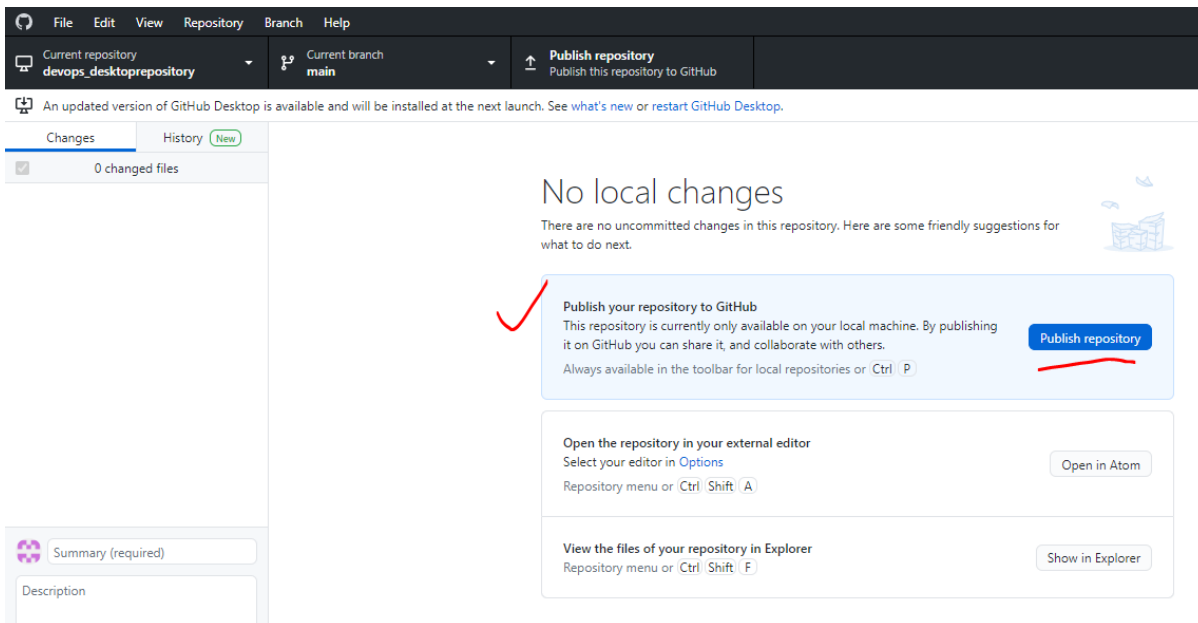 File Edit View Repository Branch Help
Current repository
devops_desktoprepository
Current branch
main
Publish repository
Publish this repository to GitHub
An updated version of GitHub Desktop is available and will be installed at the next launch. See what's new or restart GitHub Desktop.
Changes
History New
0 changed files
No local changes
There are no uncommitted changes in this repository. Here are some friendly suggestions for
what to do next.
Publish your repository to GitHub
This repository is currently only available on your local machine. By publishing
it on GitHub you can share it, and collaborate with others.
Always available in the toolbar for local repositories or Ctrl P
Publish repository
Open the repository in your external editor
Select your editor in Options
Repository menu or Ctrl Shift A
Open in Atom
View the files of your repository in Explorer
Repository menu or Ctrl Shift F
Show in Explorer
Summary (required)
Description